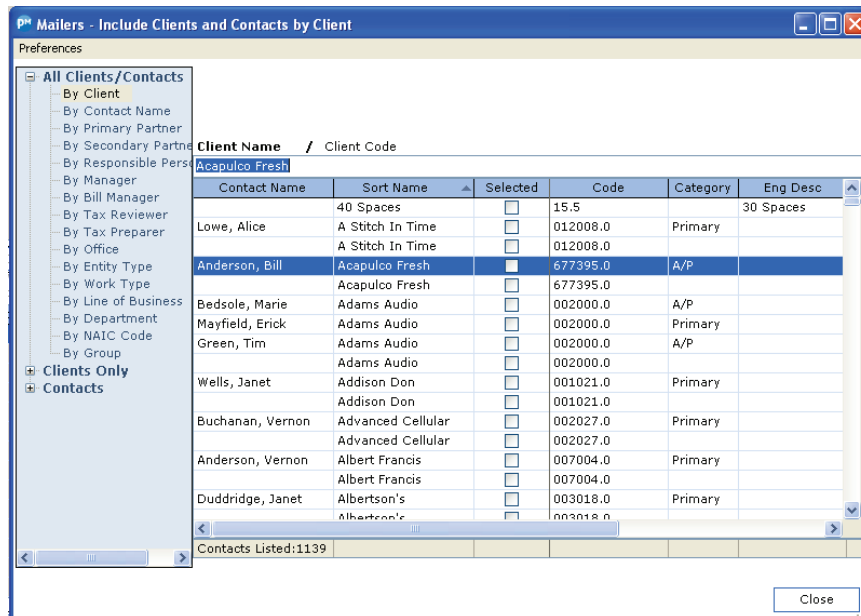 PM Mailers - Include Clients and Contacts by Client
Preferences
All Clients/Contacts
By Client
By Contact Name
By Primary Partner
By Secondary Partne
By Responsible Perso
By Manager
By Bill Manager
By Tax Reviewer
By Tax Preparer
By Office
By Entity Type
By Work Type
By Line of Business
By Department
By NAIC Code
By Group
Clients Only
Contacts
Client Name / Client Code
Acapulco Fresh
Contact Name Sort Name Selected Code Category Eng Desc
40 Spaces 15.5 30 Spaces
Lowe, Alice A Stitch In Time 012008.0 Primary
A Stitch In Time 012008.0
Anderson, Bill Acapulco Fresh 677395.0 A/P
Acapulco Fresh 677395.0
Bedsole, Marie Adams Audio 002000.0 A/P
Mayfield, Erick Adams Audio 002000.0 Primary
Green, Tim Adams Audio 002000.0 A/P
Adams Audio 002000.0
Wells, Janet Addison Don 001021.0 Primary
Addison Don 001021.0
Buchanan, Vernon Advanced Cellular 002027.0 Primary
Advanced Cellular 002027.0
Anderson, Vernon Albert Francis 007004.0 Primary
Albert Francis 007004.0
Duddridge, Janet Albertson's 003018.0 Primary
Albertson's 003018.0
Contacts Listed:1139
Close